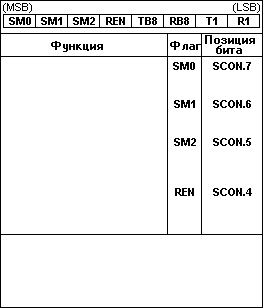 (MSB) (LSB)
SM0 SM1 SM2 REN TB8 RB8 T1 R1
Функция Флаг Позиция бита
SM0 SCON.7
SM1 SCON.6
SM2 SCON.5
REN SCON.4